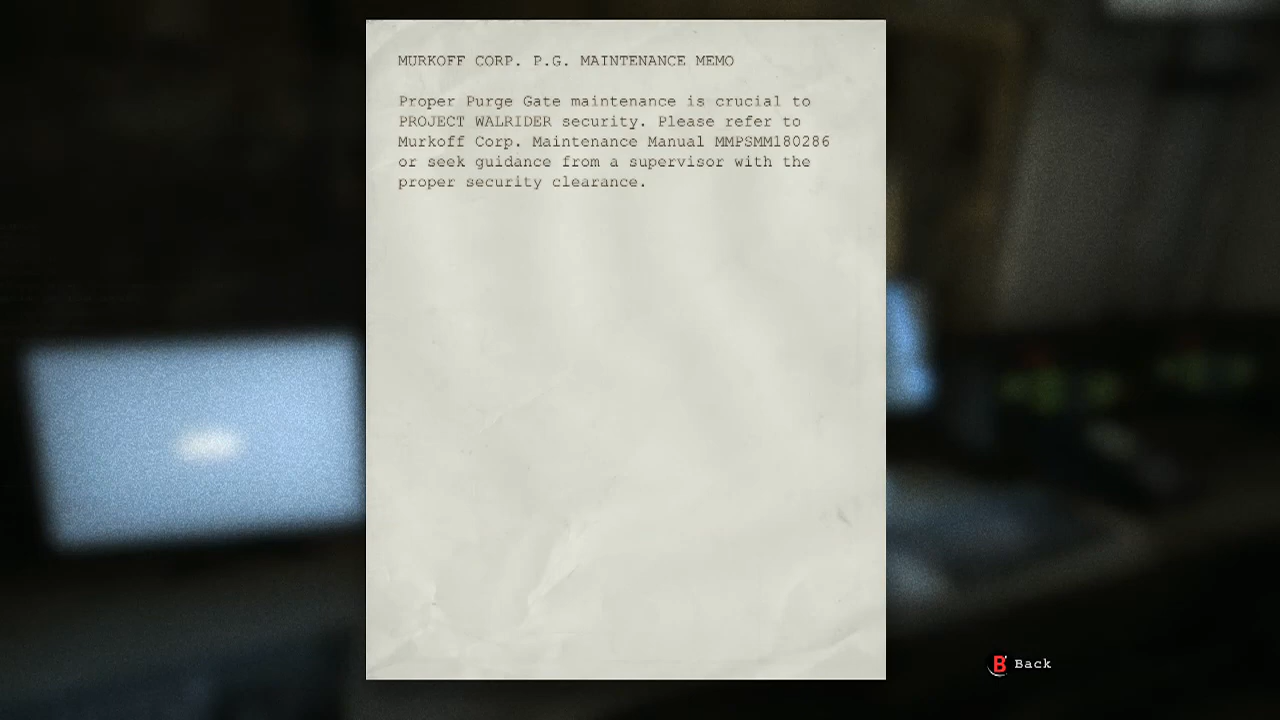 MURKOFF CORP. P.G. MAINTENANCE MEMO
Proper Purge Gate maintenance is crucial to
PROJECT WALRIDER security. Please refer to
Murkoff Corp. Maintenance Manual MMPSMM180286
or seek guidance from a supervisor with the
proper security clearance.
B Back